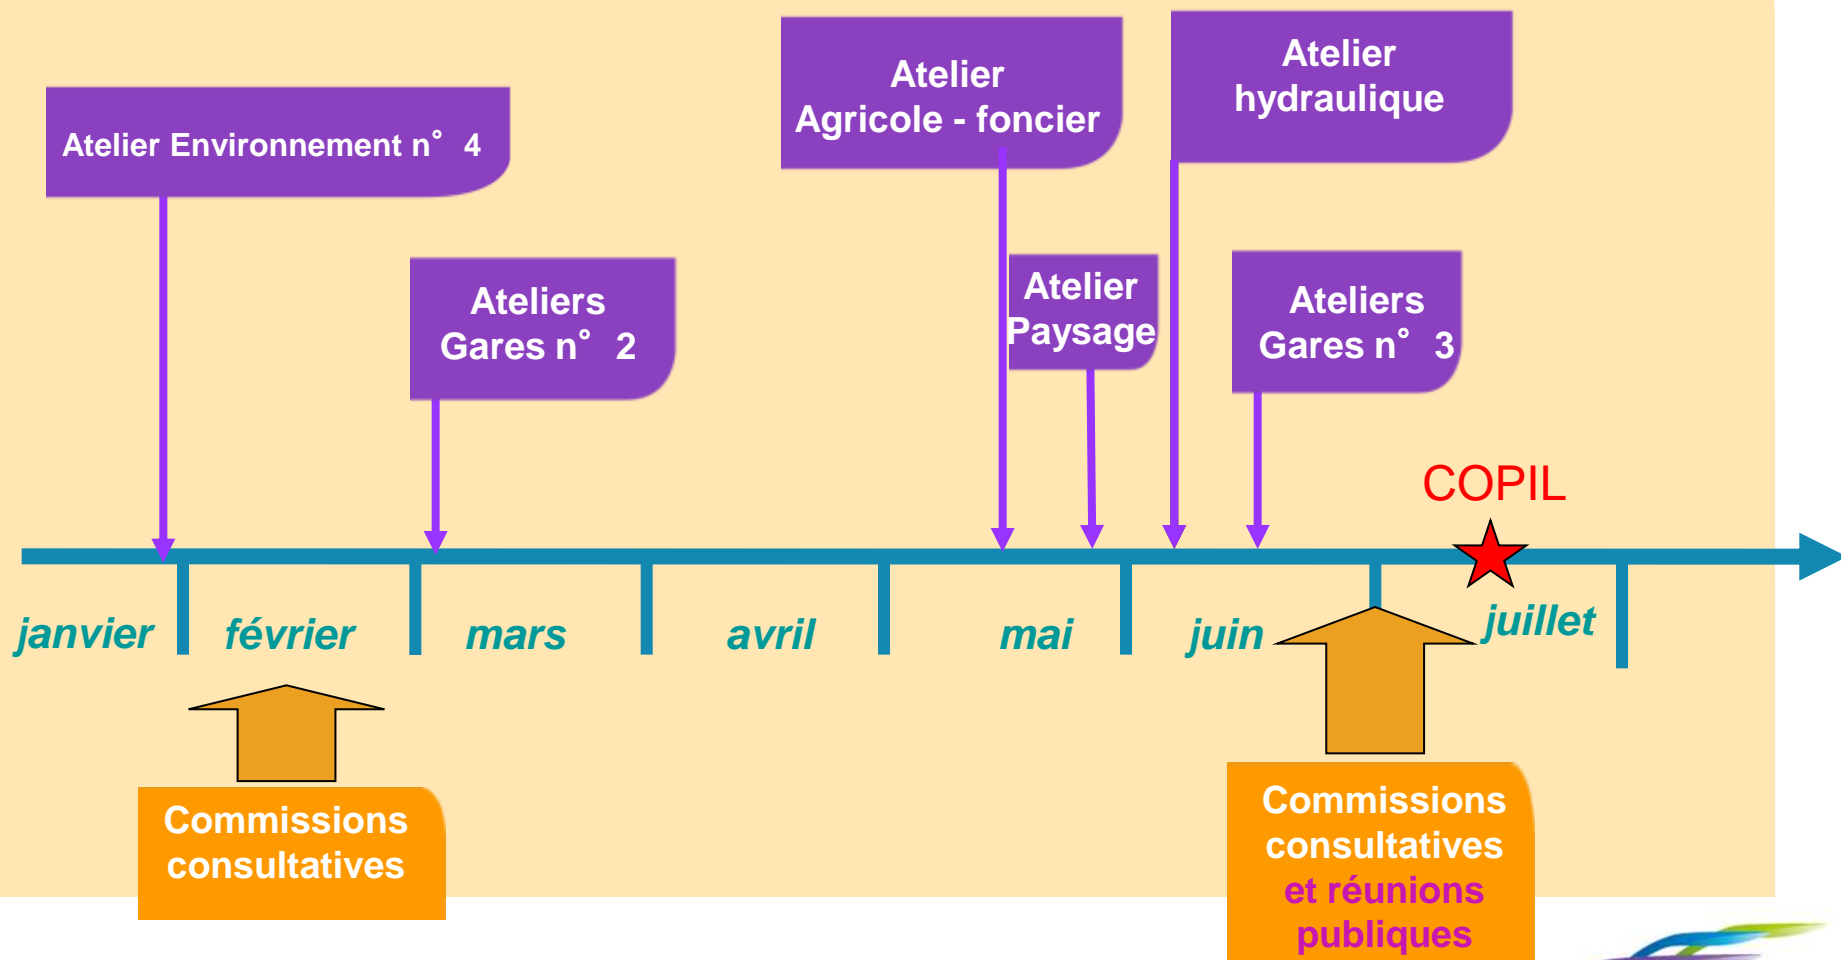 Atelier
Agricole - foncier
Atelier
hydraulique
Atelier Environnement n° 4
Ateliers
Gares n° 2
Atelier
Paysage
Ateliers
Gares n° 3
COPIL
janvier
février
mars
avril
mai
juin
juillet
Commissions
consultatives
Commissions
consultatives
et réunions
publiques